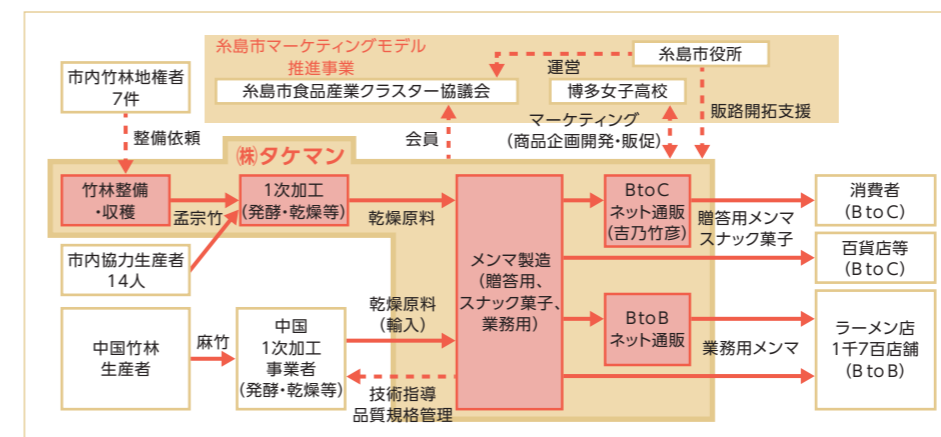 糸島市マーケティングモデル
推進事業
糸島市役所
運営
糸島市食品産業クラスター協議会
博多女子高校
販路開拓支援
市内竹林地権者
7件
整備依頼
会員
マーケティング
(商品企画開発・販促)
㈱タケマン
竹林整備
・収穫
孟宗竹
1次加工
(発酵・乾燥等)
乾燥原料
メンマ製造
(贈答用、
スナック菓子、
業務用)
BtoC
ネット通販
(吉乃竹彦)
贈答用メンマ
スナック菓子
消費者
(BtoC)
百貨店等
(BtoC)
市内協力生産者
14人
中国竹林
生産者
麻竹
中国
1次加工
事業者
(発酵・乾燥等)
乾燥原料
(輸入)
技術指導
品質規格管理
BtoB
ネット通販
業務用メンマ
ラーメン店
1千7百店舗
(BtoB)